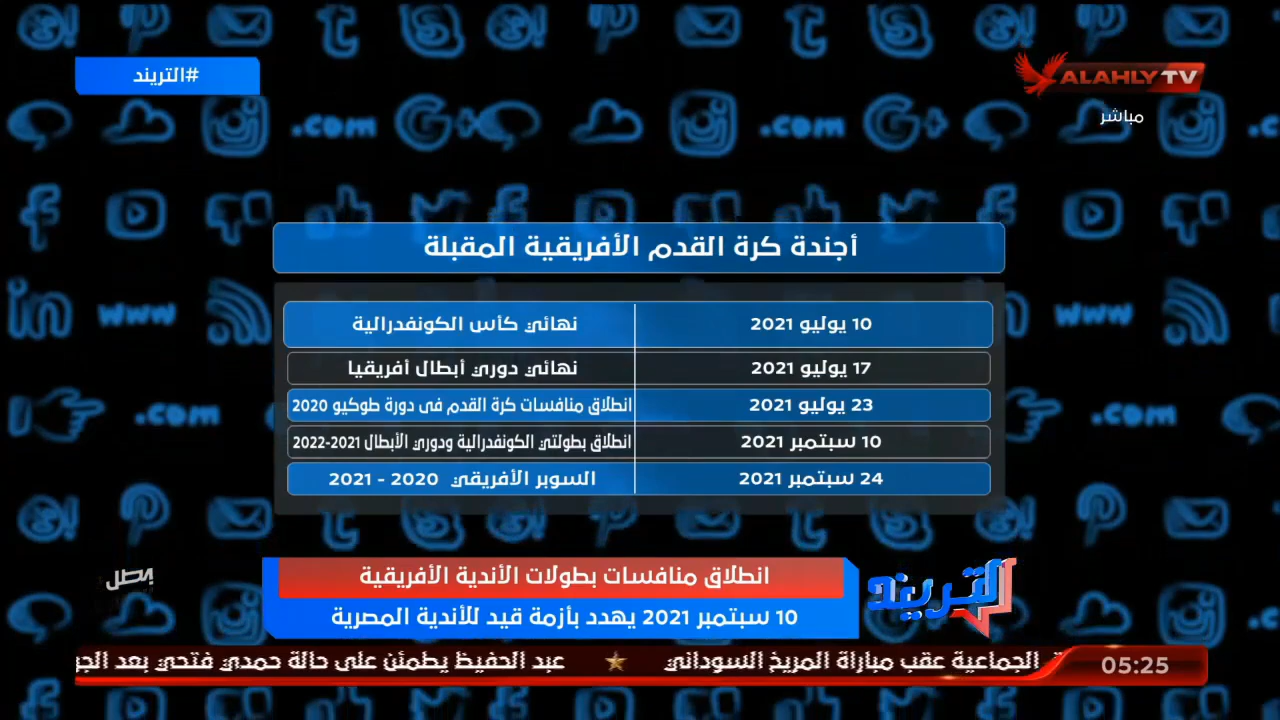 #التريند
ALAHLY TV
مباشر
أجندة كرة القدم الأفريقية المقبلة
10 يوليو 2021 نهائي كأس الكونفدرالية
17 يوليو 2021 نهائي دوري أبطال أفريقيا
23 يوليو 2021 انطلاق منافسات كرة القدم فى دورة طوكيو 2020
10 سبتمبر 2021 انطلاق بطولتي الكونفدرالية ودوري الأبطال 2021-2022
24 سبتمبر 2021 السوبر الأفريقي 2020 - 2021
التريند
انطلاق منافسات بطولات الأندية الأفريقية
10 سبتمبر 2021 يهدد بأزمة قيد للأندية المصرية
05:25
الجماعية عقب مباراة المريخ السوداني ★ عبد الحفيظ يطمئن على حالة حمدي فتحي بعد